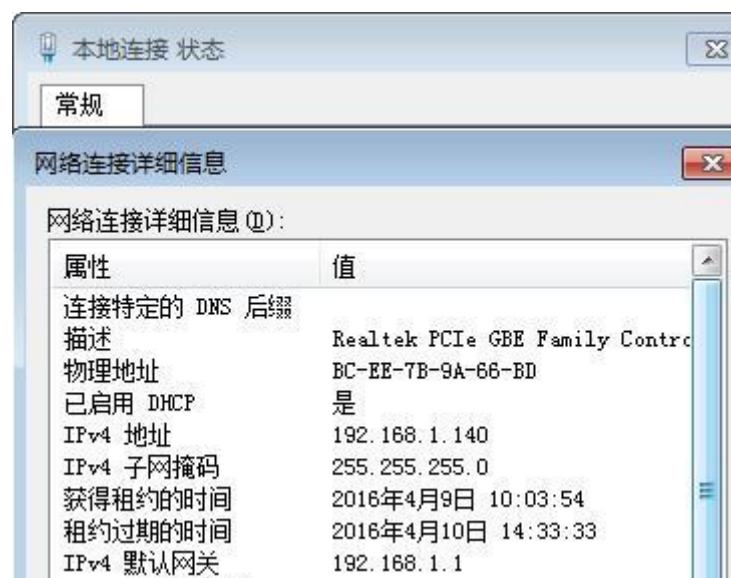 本地连接 状态
常规
网络连接详细信息
网络连接详细信息(D):
属性 值
连接特定的 DNS 后缀
描述 Realtek PCIe GBE Family Contro
物理地址 BC-EE-7B-9A-66-BD
已启用 DHCP 是
IPv4 地址 192.168.1.140
IPv4 子网掩码 255.255.255.0
获得租约的时间 2016年4月9日 10:03:54
租约过期的时间 2016年4月10日 14:33:33
IPv4 默认网关 192.168.1.1